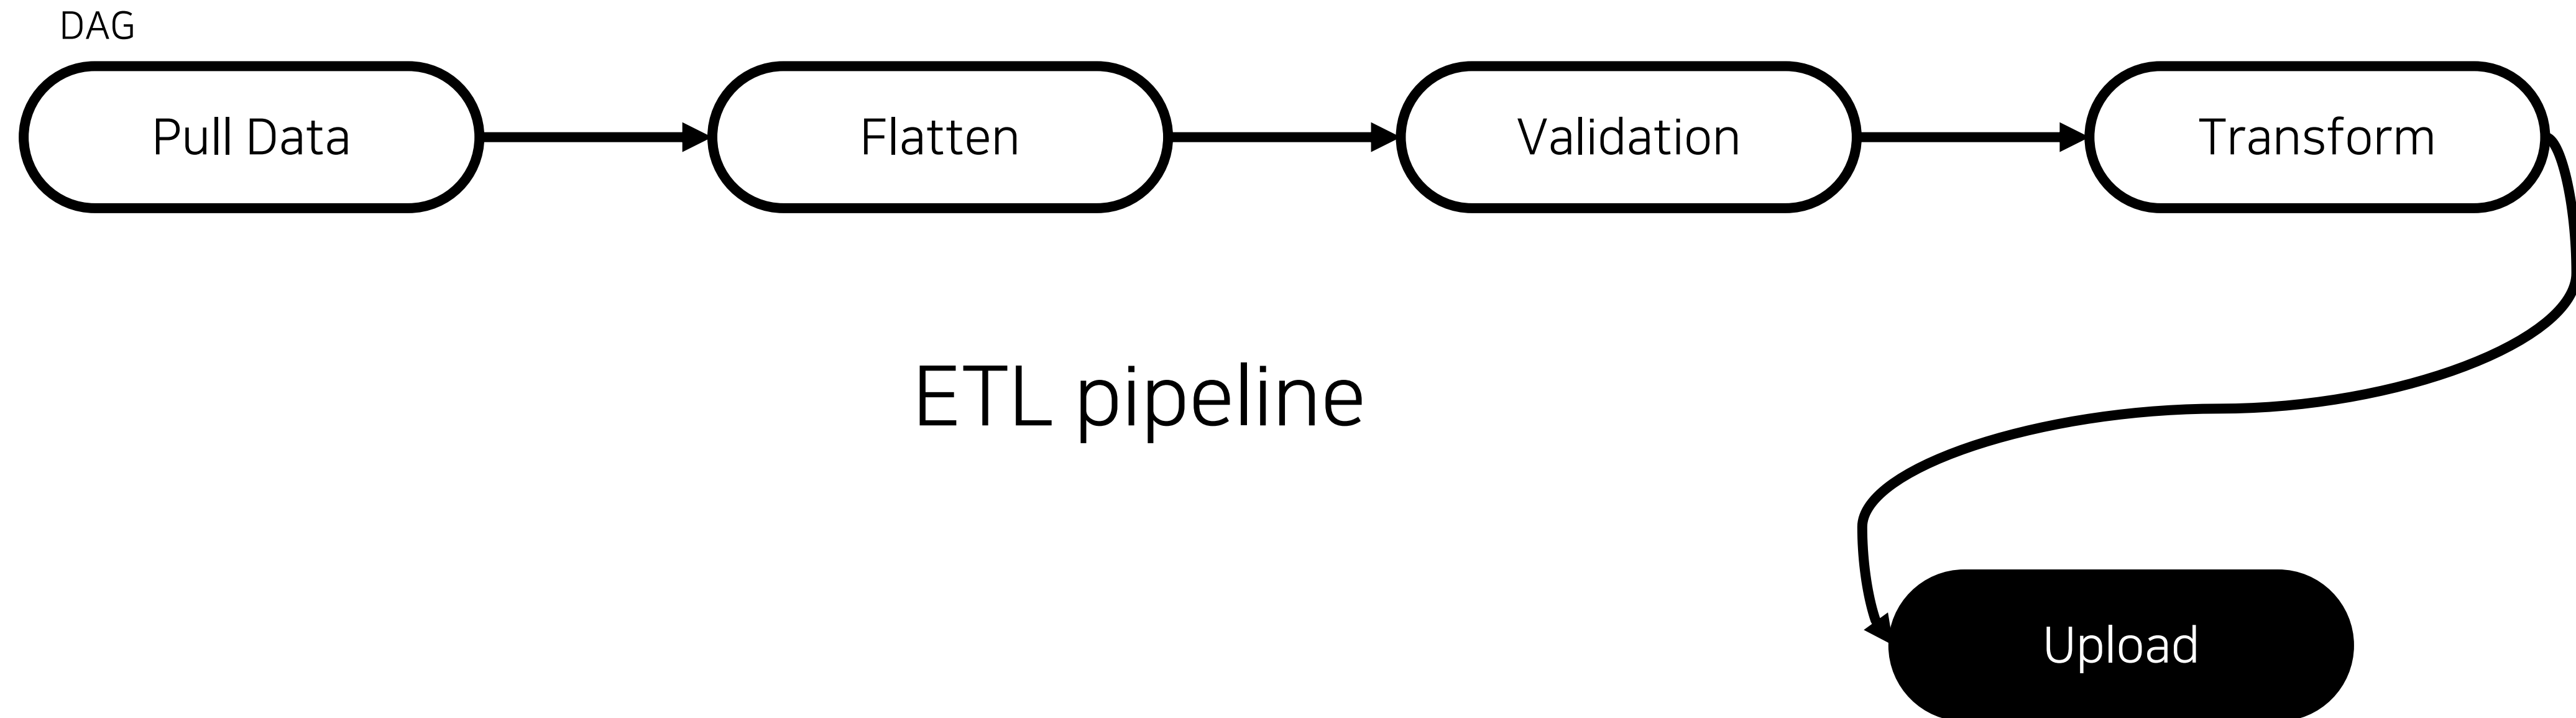 DAG
Pull Data
Flatten
Validation
Transform
ETL pipeline
Upload